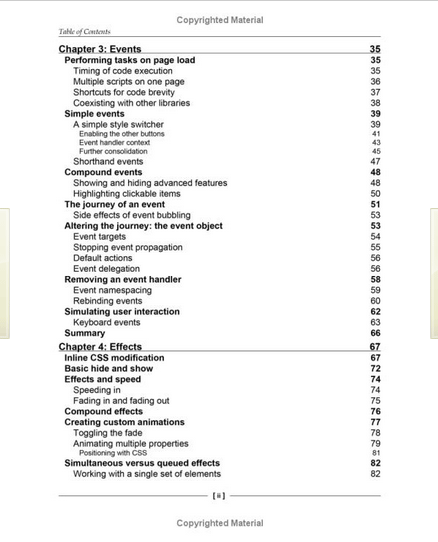 Copyrighted Material
Table of Contents
Chapter 3: Events 35
Performing tasks on page load 35
Timing of code execution 35
Multiple scripts on one page 36
Shortcuts for code brevity 37
Coexisting with other libraries 38
Simple events 39
A simple style switcher 39
Enabling the other buttons 41
Event handler context 43
Further consolidation 45
Shorthand events 47
Compound events 48
Showing and hiding advanced features 48
Highlighting clickable items 50
The journey of an event 51
Side effects of event bubbling 53
Altering the journey: the event object 53
Event targets 54
Stopping event propagation 55
Default actions 56
Event delegation 56
Removing an event handler 58
Event namespacing 59
Rebinding events 60
Simulating user interaction 62
Keyboard events 63
Summary 66
Chapter 4: Effects 67
Inline CSS modification 67
Basic hide and show 72
Effects and speed 74
Speeding in 74
Fading in and fading out 75
Compound effects 76
Creating custom animations 77
Toggling the fade 78
Animating multiple properties 79
Positioning with CSS 81
Simultaneous versus queued effects 82
Working with a single set of elements 82
[ ii ]
Copyrighted Material